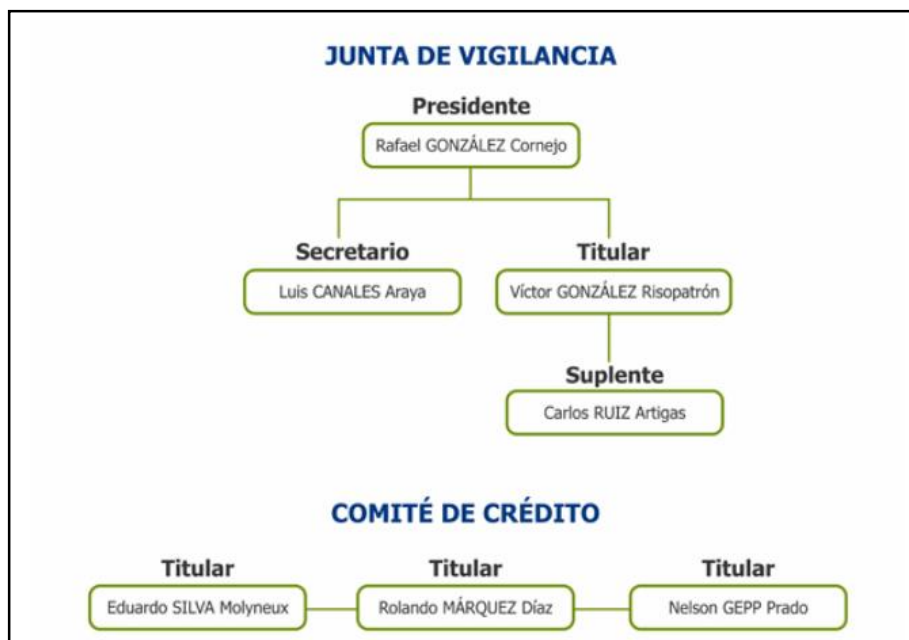 JUNTA DE VIGILANCIA
Presidente
Rafael GONZÁLEZ Cornejo
Secretario
Luis CANALES Araya
Titular
Víctor GONZÁLEZ Risopatrón
Suplente
Carlos RUIZ Artigas
COMITÉ DE CRÉDITO
Titular
Eduardo SILVA Molyneux
Titular
Rolando MÁRQUEZ Díaz
Titular
Nelson GEPP Prado